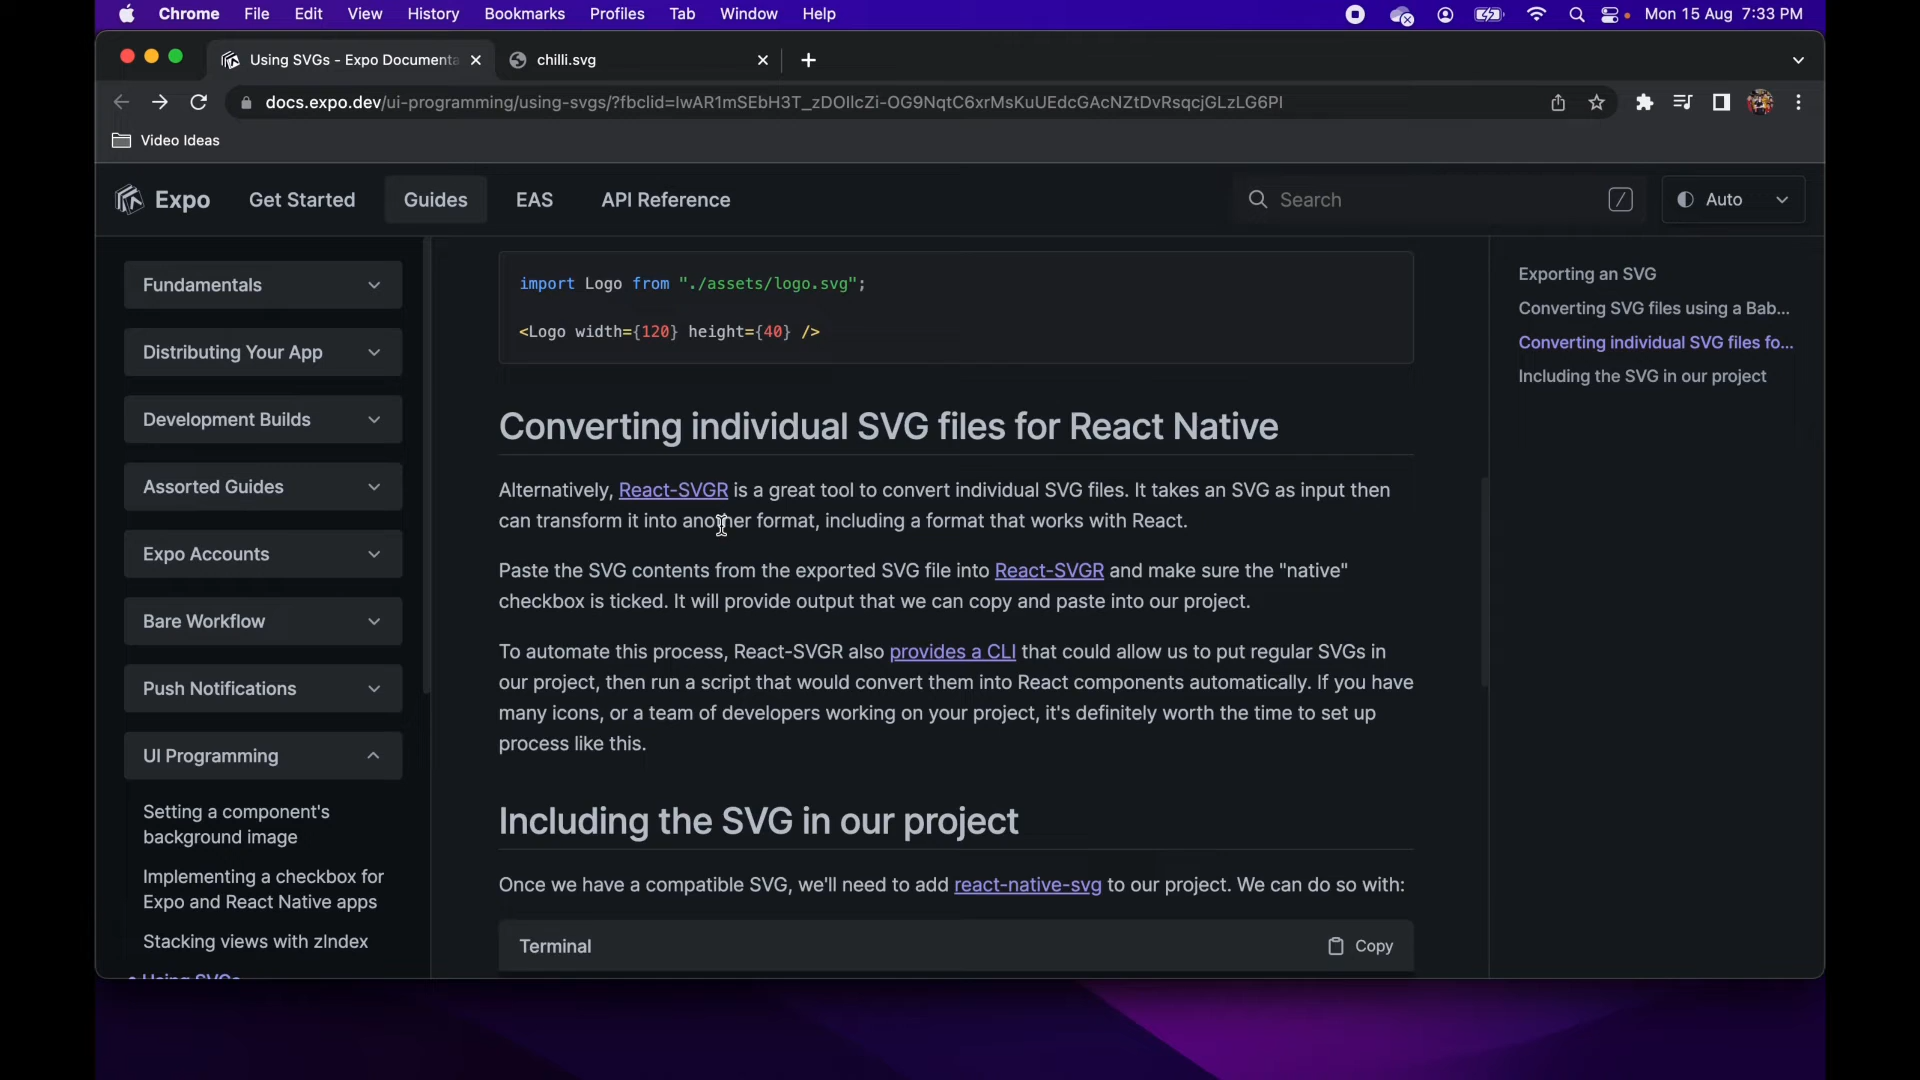 Chrome File Edit View History Bookmarks Profiles Tab Window Help Mon 15 Aug 7:33 PM
Using SVGs - Expo Documenta chilli.svg
docs.expo.dev/ui-programming/using-svgs/?fbclid=IwAR1mSEbH3T_zDOIlcZi-OG9NqtC6xrMsKuUEdcGAcNZtDvRsqcjGLzLG6PI
Video Ideas
Expo Get Started Guides EAS API Reference Search / Auto
Fundamentals
Distributing Your App
Development Builds
Assorted Guides
Expo Accounts
Bare Workflow
Push Notifications
UI Programming
Setting a component's
background image
Implementing a checkbox for
Expo and React Native apps
Stacking views with zIndex
Using SVGs
import Logo from "./assets/logo.svg";
<Logo width={120} height={40} />
Converting individual SVG files for React Native
Alternatively, React-SVGR is a great tool to convert individual SVG files. It takes an SVG as input then
can transform it into another format, including a format that works with React.
Paste the SVG contents from the exported SVG file into React-SVGR and make sure the "native"
checkbox is ticked. It will provide output that we can copy and paste into our project.
To automate this process, React-SVGR also provides a CLI that could allow us to put regular SVGs in
our project, then run a script that would convert them into React components automatically. If you have
many icons, or a team of developers working on your project, it's definitely worth the time to set up
process like this.
Including the SVG in our project
Once we have a compatible SVG, we'll need to add react-native-svg to our project. We can do so with:
Terminal Copy
Exporting an SVG
Converting SVG files using a Bab...
Converting individual SVG files fo...
Including the SVG in our project